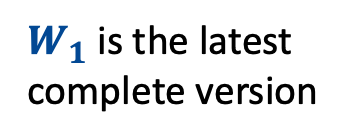 W₁ is the latest
complete version